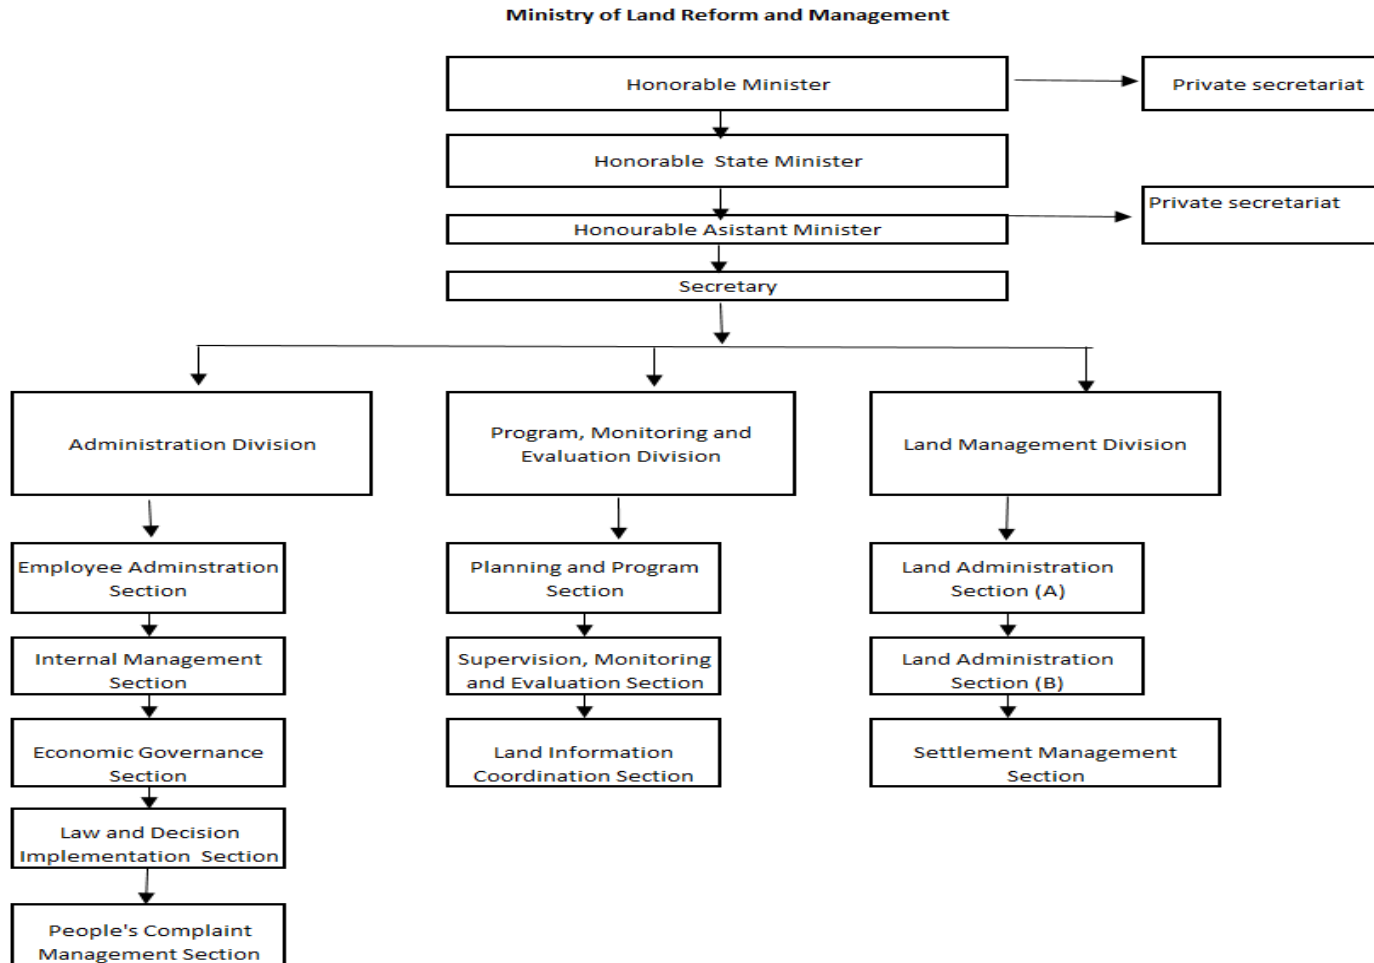 Ministry of Land Reform and Management
Honorable Minister
Private secretariat
Honorable  State Minister
Private secretariat
Honourable Asistant Minister
Secretary
Administration Division
Program, Monitoring and
Evaluation Division
Land Management Division
Employee Adminstration
Section
Planning and Program
Section
Land Administration
Section (A)
Internal Management
Section
Supervision, Monitoring
and Evaluation Section
Land Administration
Section (B)
Economic Governance
Section
Land Information
Coordination Section
Settlement Management
Section
Law and Decision
Implementation  Section
People's Complaint
Management Section